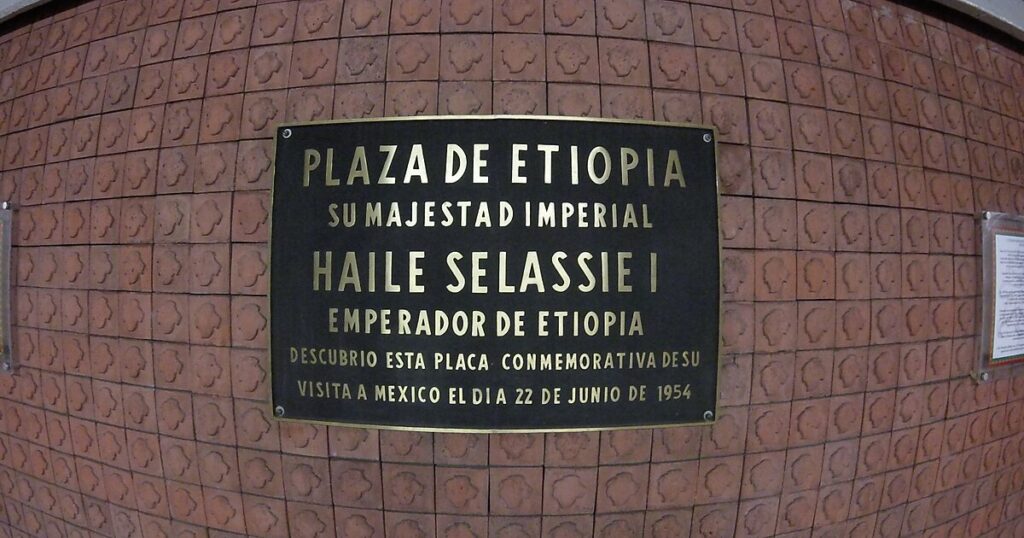 PLAZA DE ETIOPIA
SU MAJESTAD IMPERIAL
HAILE SELASSIE I
EMPERADOR DE ETIOPIA
DESCUBRIO ESTA PLACA CONMEMORATIVA DE SU
VISITA A MEXICO EL DIA 22 DE JUNIO DE 1954